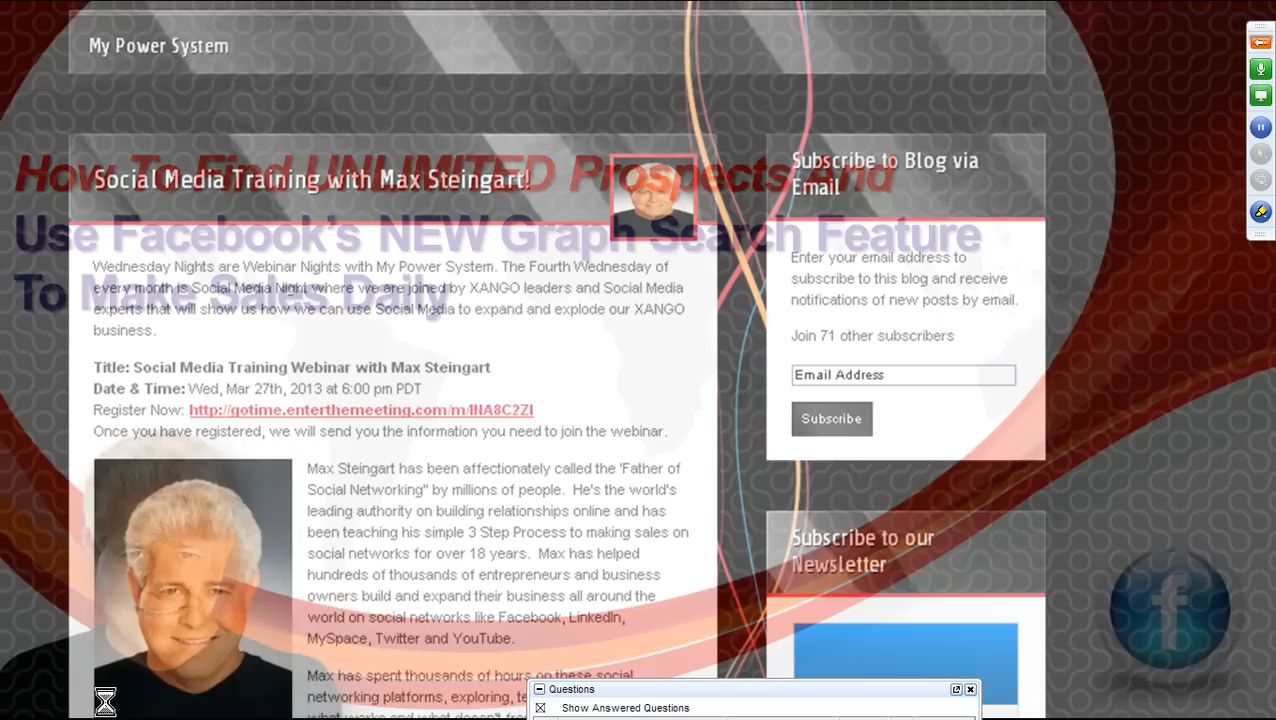 My Power System
How To Find UNLIMITED Prospects And
Use Facebook's NEW Graph Search Feature
To Make Sales Daily
Social Media Training with Max Steingart!
Wednesday Nights are Webinar Nights with My Power System. The Fourth Wednesday of
every month is Social Media Night where we are joined by XANGO leaders and Social Media
experts that will show us how we can use Social Media to expand and explode our XANGO
business.
Title: Social Media Training Webinar with Max Steingart
Date & Time: Wed, Mar 27th, 2013 at 6:00 pm PDT
Register Now: http://gotime.enterthemeeting.com/m/INA8C2ZI
Once you have registered, we will send you the information you need to join the webinar.
Max Steingart has been affectionately called the 'Father of
Social Networking" by millions of people. He's the world's
leading authority on building relationships online and has
been teaching his simple 3 Step Process to making sales on
social networks for over 18 years. Max has helped
hundreds of thousands of entrepreneurs and business
owners build and expand their business all around the
world on social networks like Facebook, LinkedIn,
MySpace, Twitter and YouTube.
Max has spent thousands of hours on these social
networking platforms, exploring,
Subscribe to Blog via
Email
Enter your email address to
subscribe to this blog and receive
notifications of new posts by email.
Join 71 other subscribers
Email Address
Subscribe
Subscribe to our
Newsletter
f
Questions
Show Answered Questions